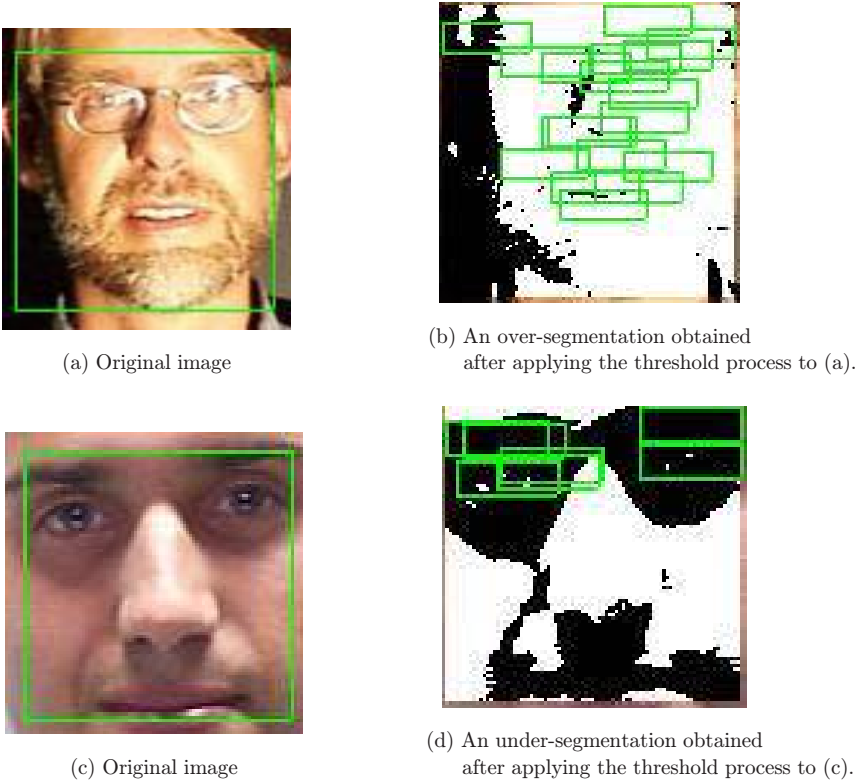 (a) Original image
(b) An over-segmentation obtained
after applying the threshold process to (a).
(c) Original image
(d) An under-segmentation obtained
after applying the threshold process to (c).